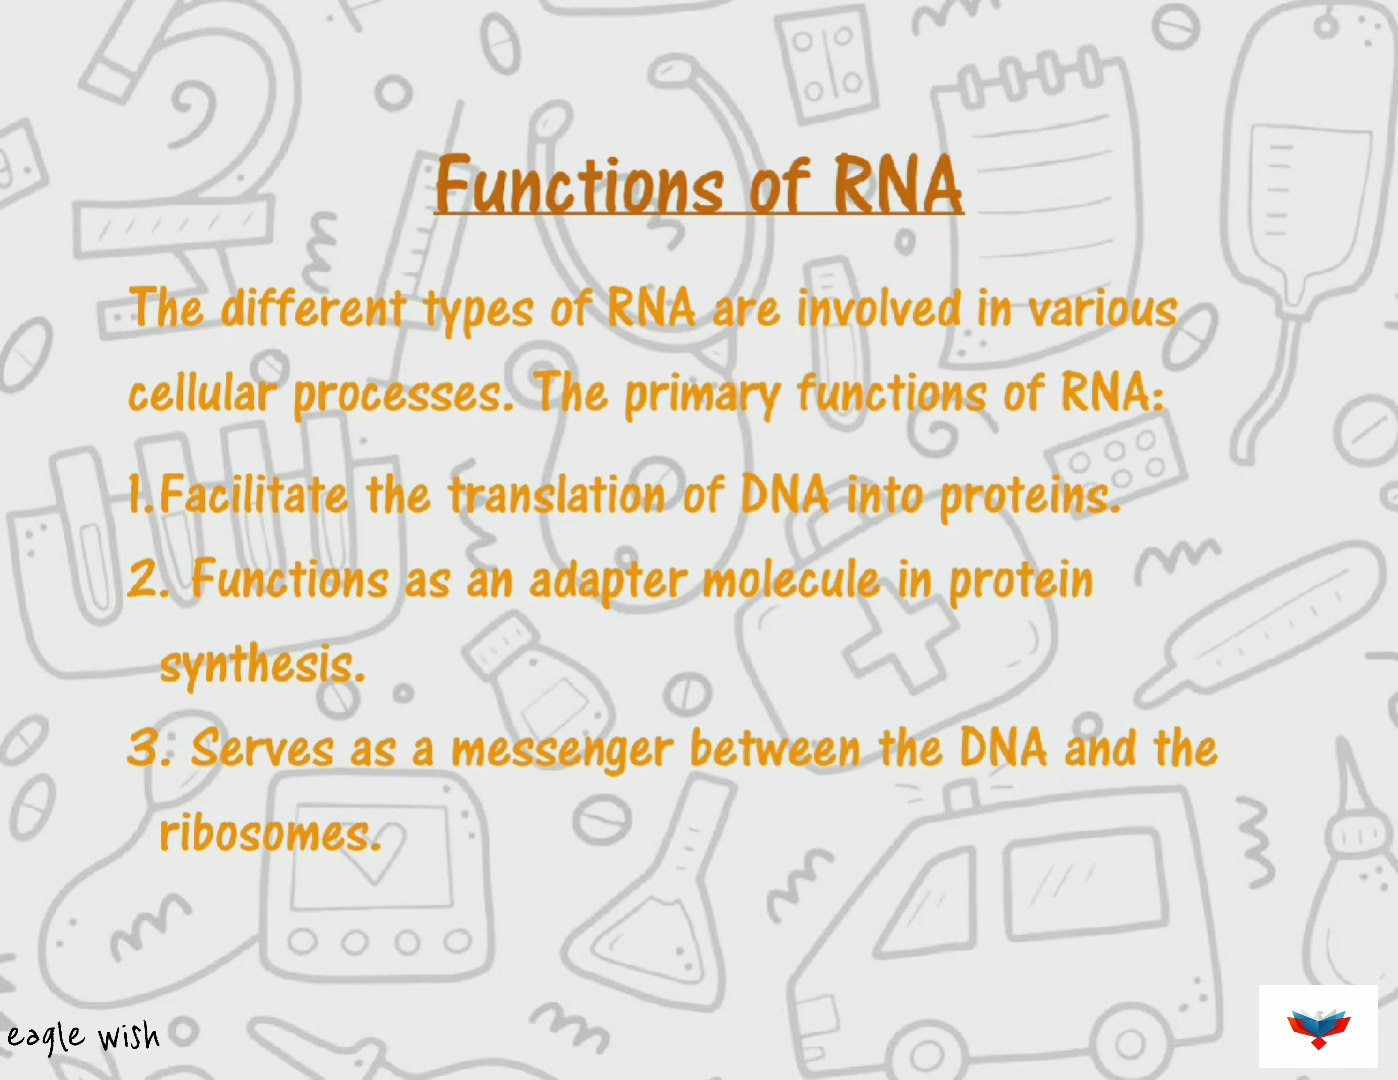 Functions of RNA
The different types of RNA are involved in various
cellular processes. The primary functions of RNA:
1. Facilitate the translation of DNA into proteins.
2. Functions as an adapter molecule in protein
synthesis.
3. Serves as a messenger between the DNA and the
ribosomes.
eagle wish